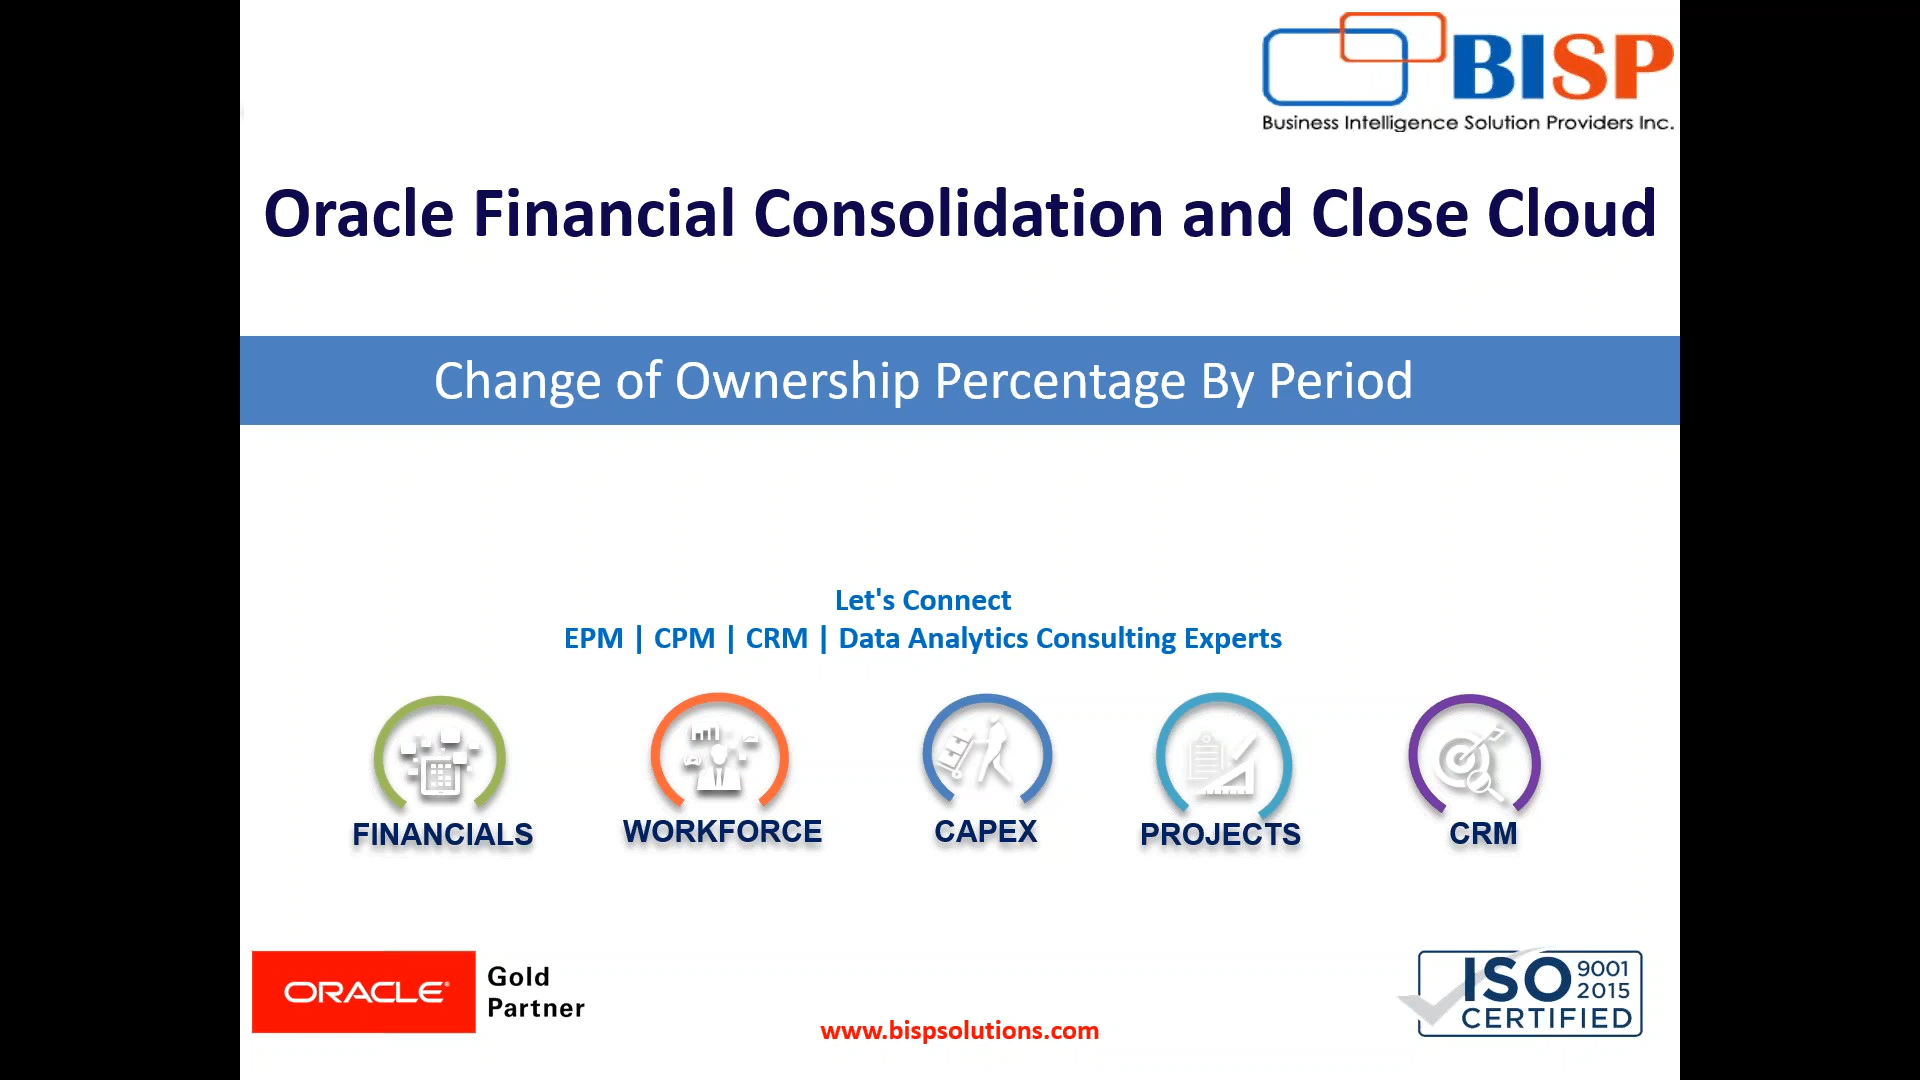 BISP
Business Intelligence Solution Providers Inc.
Oracle Financial Consolidation and Close Cloud
Change of Ownership Percentage By Period
Let's Connect
EPM | CPM | CRM | Data Analytics Consulting Experts
FINANCIALS
WORKFORCE
CAPEX
PROJECTS
CRM
ORACLE®
Gold
Partner
www.bispsolutions.com
ISO 9001
2015
CERTIFIED